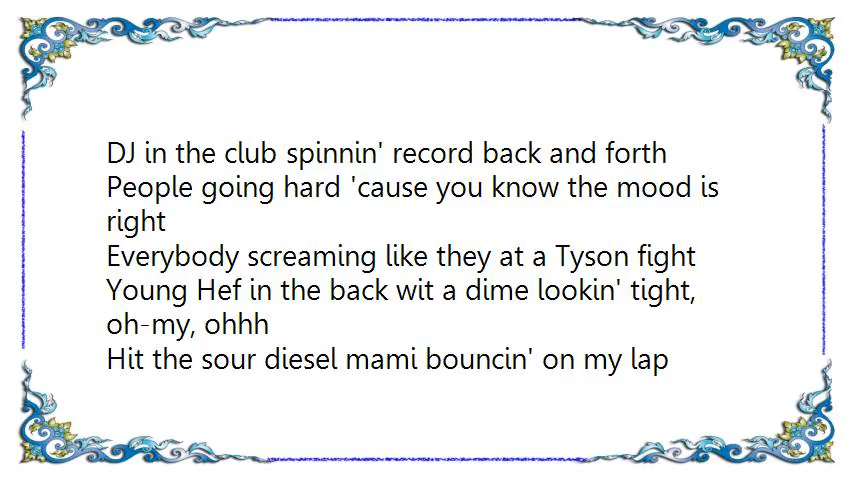 DJ in the club spinnin' record back and forth
People going hard 'cause you know the mood is
right
Everybody screaming like they at a Tyson fight
Young Hef in the back wit a dime lookin' tight,
oh-my, ohhh
Hit the sour diesel mami bouncin' on my lap